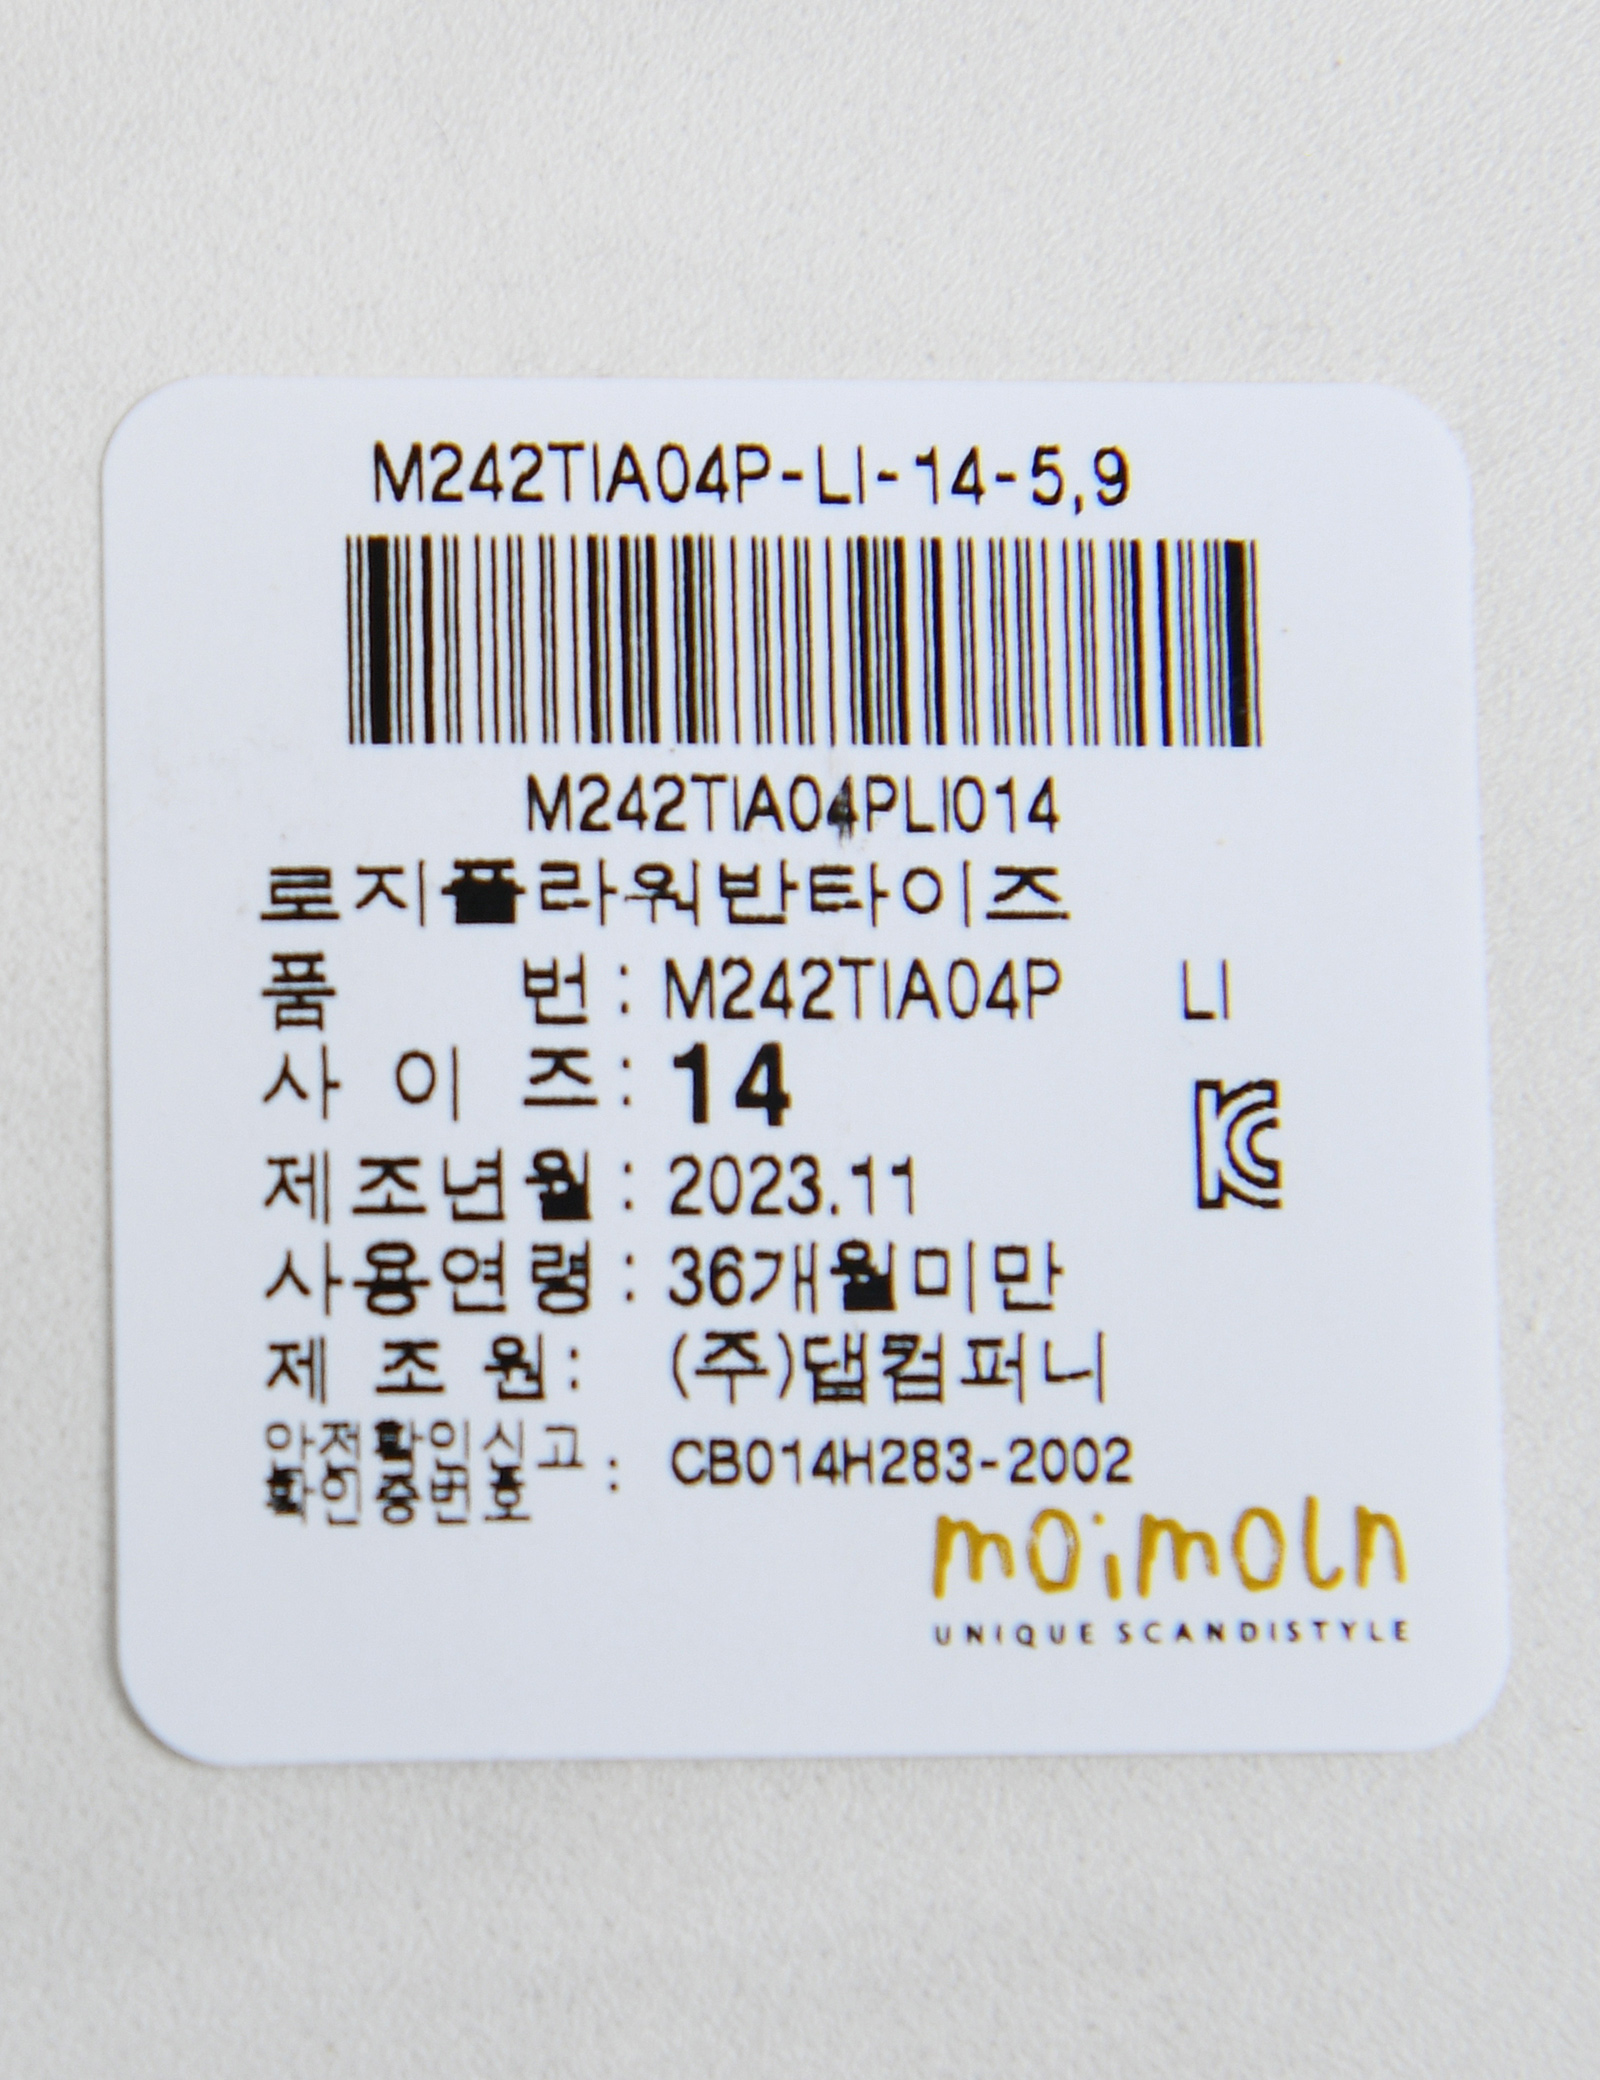 M242TIA04P-LI-14-5,9
M242TIA04PLI014
로지플라워반타이즈
품 번 : M242TIA04P LI
사 이 즈 : 14
제조년월 : 2023.11
사용연령 : 36개월미만
제 조 원 : (주)댑컴퍼니
안전확인신고
확인증번호 : CB014H283-2002
moimoln
UNIQUE SCANDISTYLE